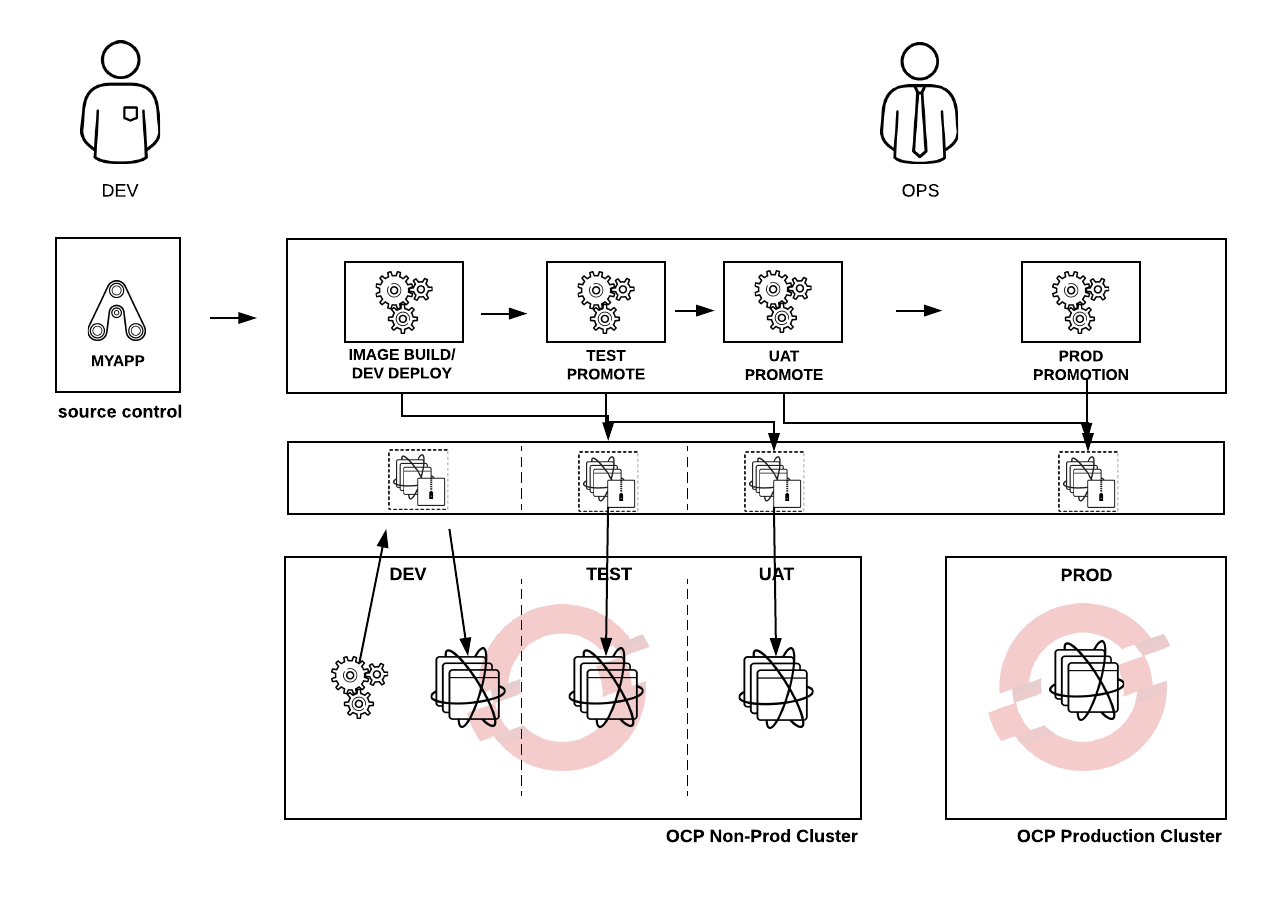 DEV
OPS
MYAPP
source control
IMAGE BUILD/
DEV DEPLOY
TEST
PROMOTE
UAT
PROMOTE
PROD
PROMOTION
DEV
TEST
UAT
PROD
OCP Non-Prod Cluster
OCP Production Cluster